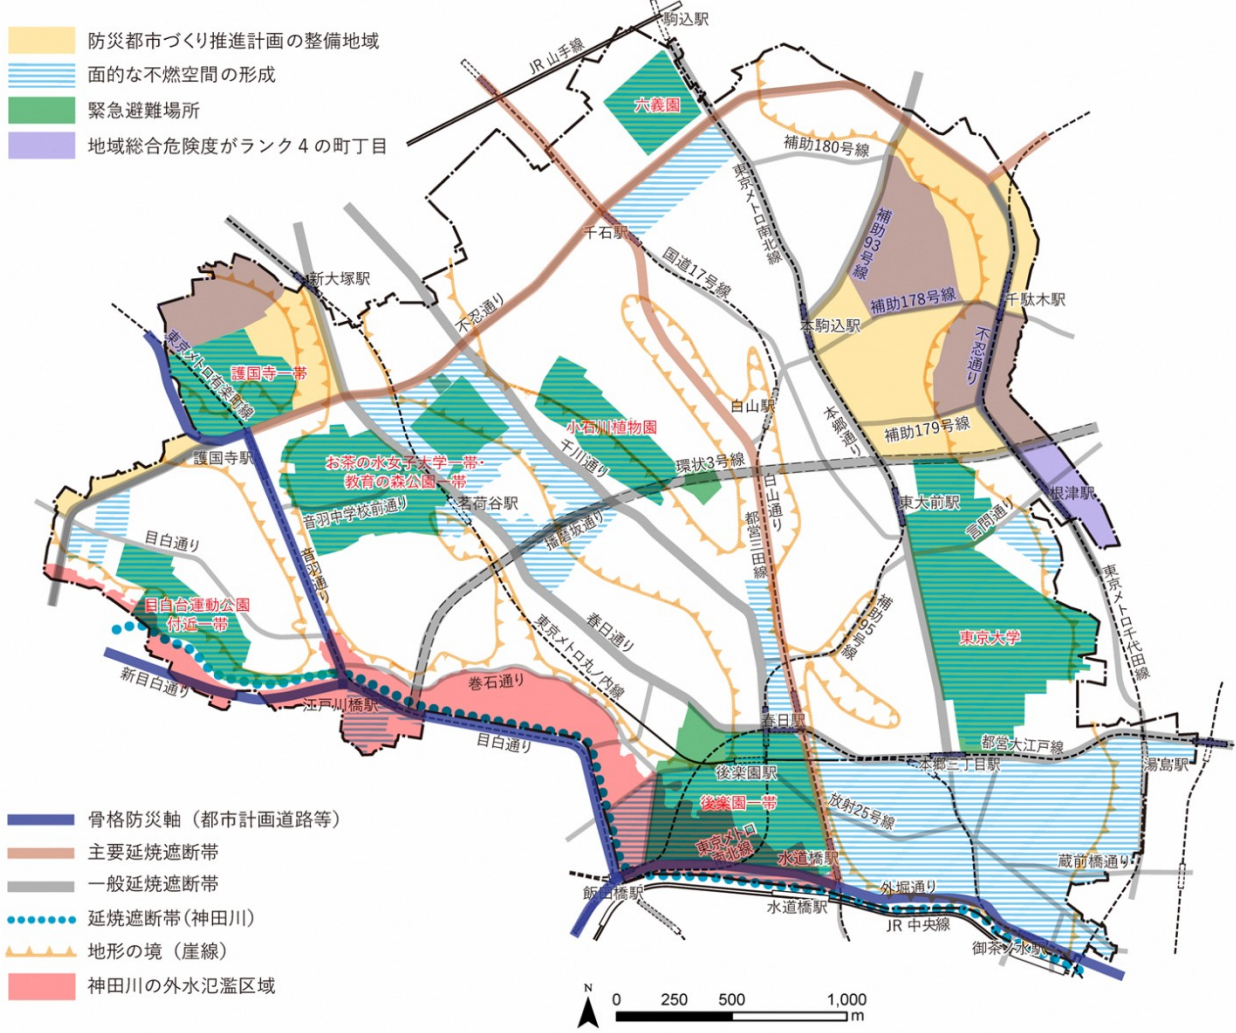 防災都市づくり推進計画の整備地域
面的な不燃空間の形成
緊急避難場所
地域総合危険度がランク4の町丁目
駒込駅
JR 山手線
六義園
補助180号線
東京メトロ南北線
千石駅
補助93号線
国道17号線
新大塚駅
補助178号線
千駄木駅
不忍通り
本駒込駅
不忍通り
東京メトロ有楽町線
護国寺一帯
白山駅
本郷通り
小石川植物園
補助179号線
護国寺駅
お茶の水女子大学一帯・
教育の森公園一帯
千川通り
環状3号線
白山通り
茗荷谷駅
音羽中学校前通り
東大前駅
根津駅
言問通り
目白通り
播磨坂通り
都営三田線
音羽通り
東京メトロ千代田線
目白台運動公園
付近一帯
補助95号線
春日通り
東京メトロ丸ノ内線
東京大学
新目白通り
巻石通り
江戸川橋駅
目白通り
春日駅
都営大江戸線
本郷三丁目駅
湯島駅
後楽園駅
後楽園一帯
放射25号線
東京メトロ
南北線
水道橋駅
蔵前橋通り
外堀通り
飯田橋駅
水道橋駅
JR 中央線
御茶ノ水駅
骨格防災軸（都市計画道路等）
主要延焼遮断帯
一般延焼遮断帯
延焼遮断帯（神田川）
地形の境（崖線）
神田川の外水氾濫区域
N
0 250 500 1,000
m